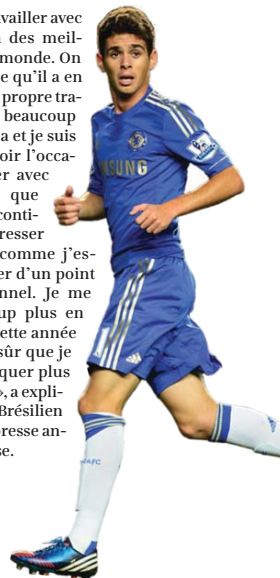 availler avec
des meil-
monde. On
e qu'il a en
propre tra-
beaucoup
a et je suis
oir l'occa-
er avec
que
conti-
resser
comme j'es-
er d'un point
nnel. Je me
up plus en
ette année
sûr que je
quer plus
», a expli-
Brésilien
presse an-
se.
SAMSUNG